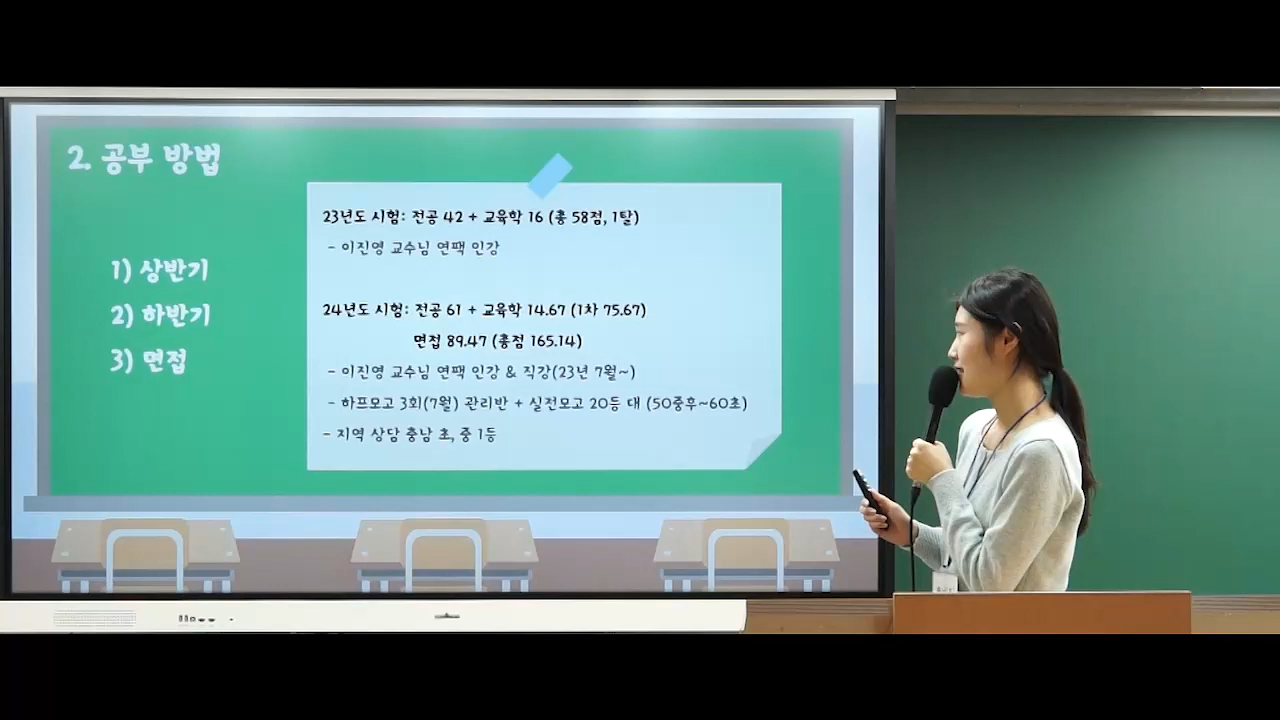 2. 공부 방법
1) 상반기
2) 하반기
3) 면접
23년도 시험: 전공 42 + 교육학 16 (총 58점, 1탈)
- 이진영 교수님 연팩 인강
24년도 시험: 전공 61 + 교육학 14.67 (1차 75.67)
면접 89.47 (총점 165.14)
- 이진영 교수님 연팩 인강 & 직강(23년 7월~)
- 하프모고 3회(7월) 관리반 + 실전모고 20등 대 (50중후~60초)
- 지역 상담 충남 초, 중 1등